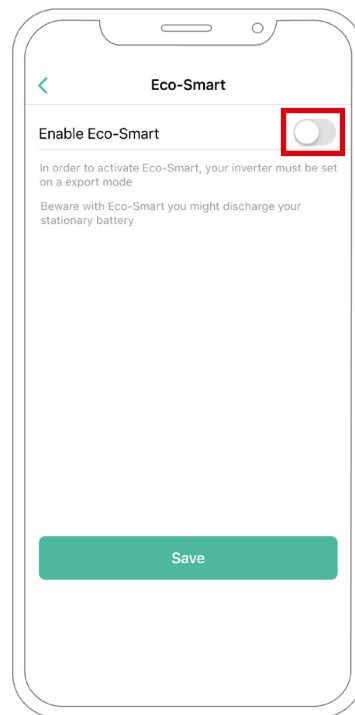 Eco-Smart
Enable Eco-Smart
In order to activate Eco-Smart, your inverter must be set
on a export mode
Beware with Eco-Smart you might discharge your
stationary battery
Save